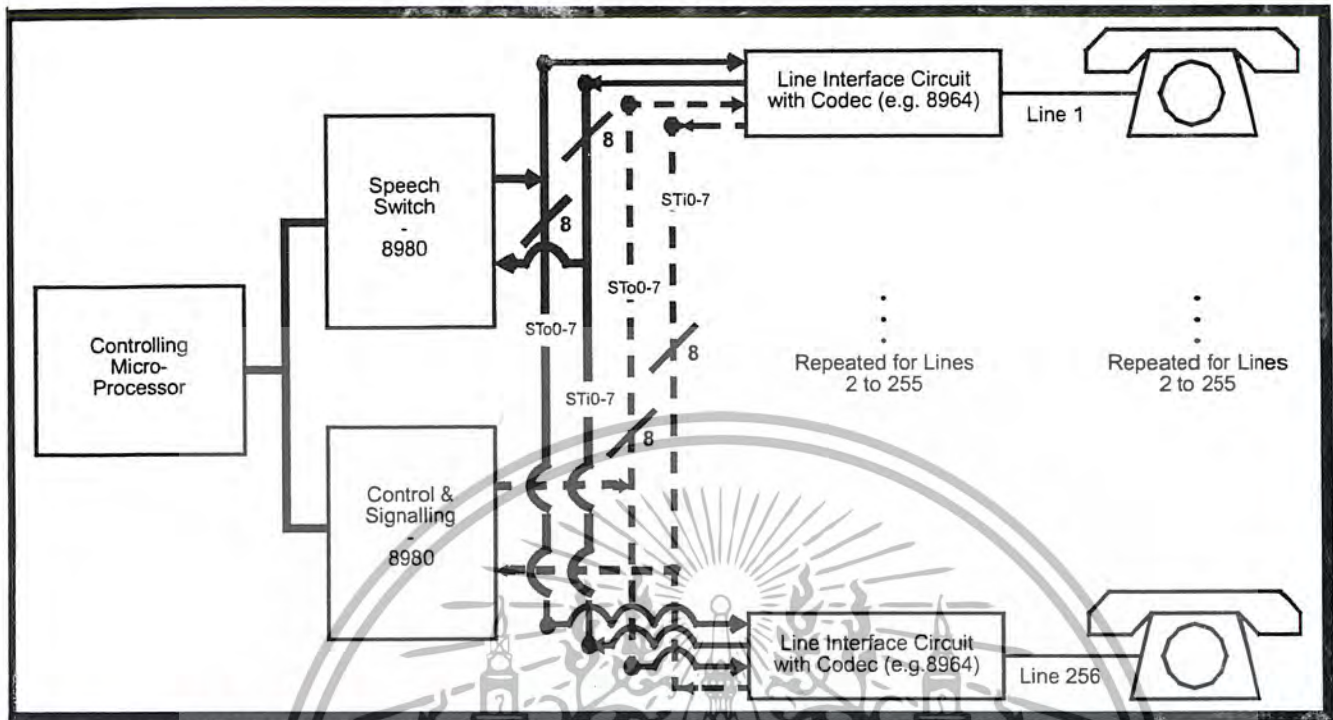 Controlling
Micro-
Processor
Speech
Switch
-
8980
Control &
Signalling
-
8980
8
8
STo0-7
STi0-7
STi0-7
STo0-7
8
8
Line Interface Circuit
with Codec (e.g. 8964)
Line 1
Repeated for Lines
2 to 255
Repeated for Lines
2 to 255
Line Interface Circuit
with Codec (e.g.8964)
Line 256